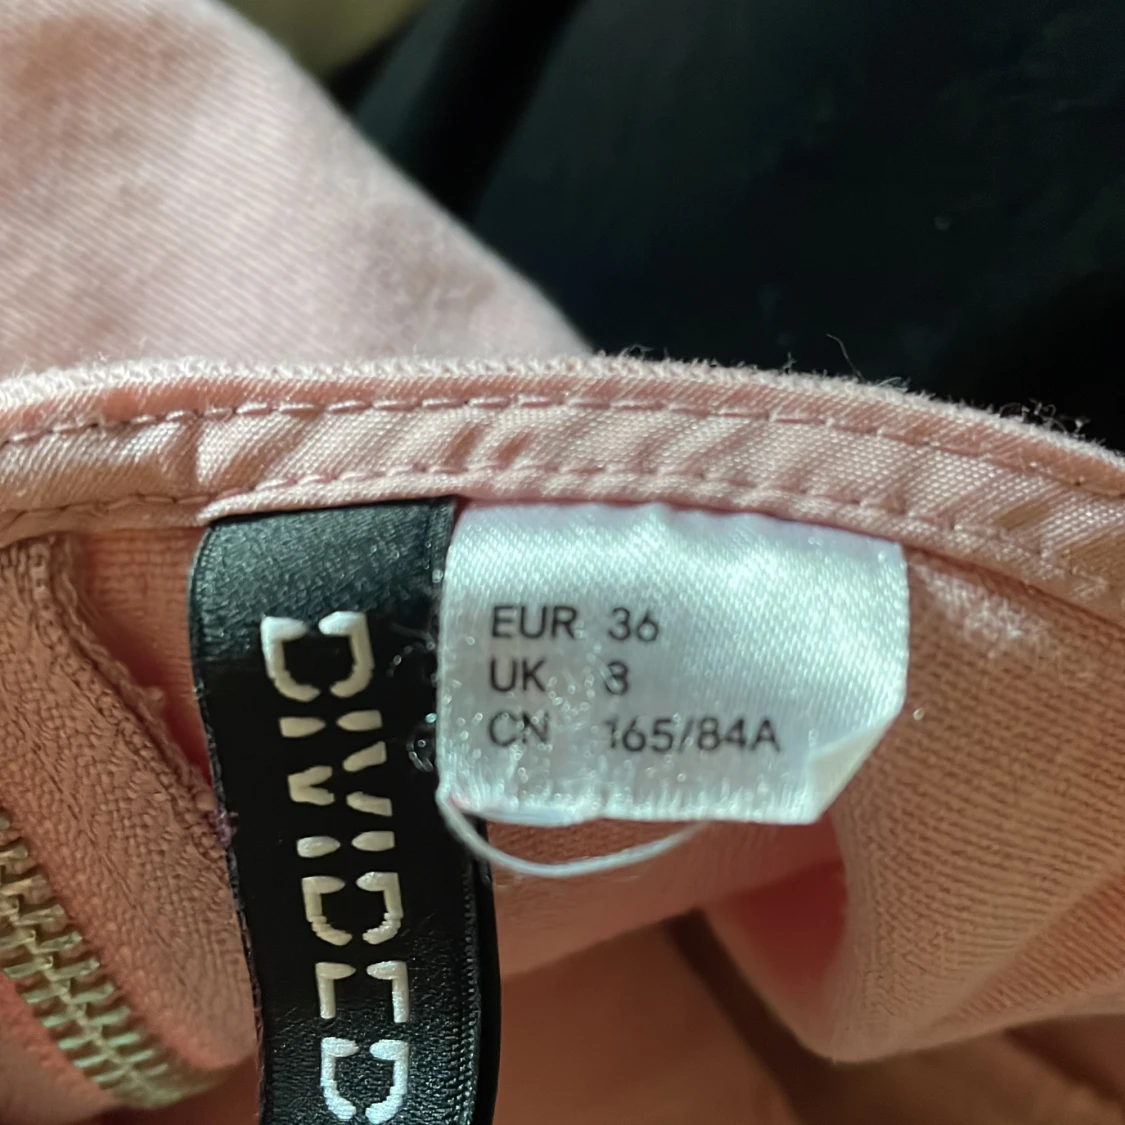 DIVIDED
EUR 36
UK 8
CN 165/84A